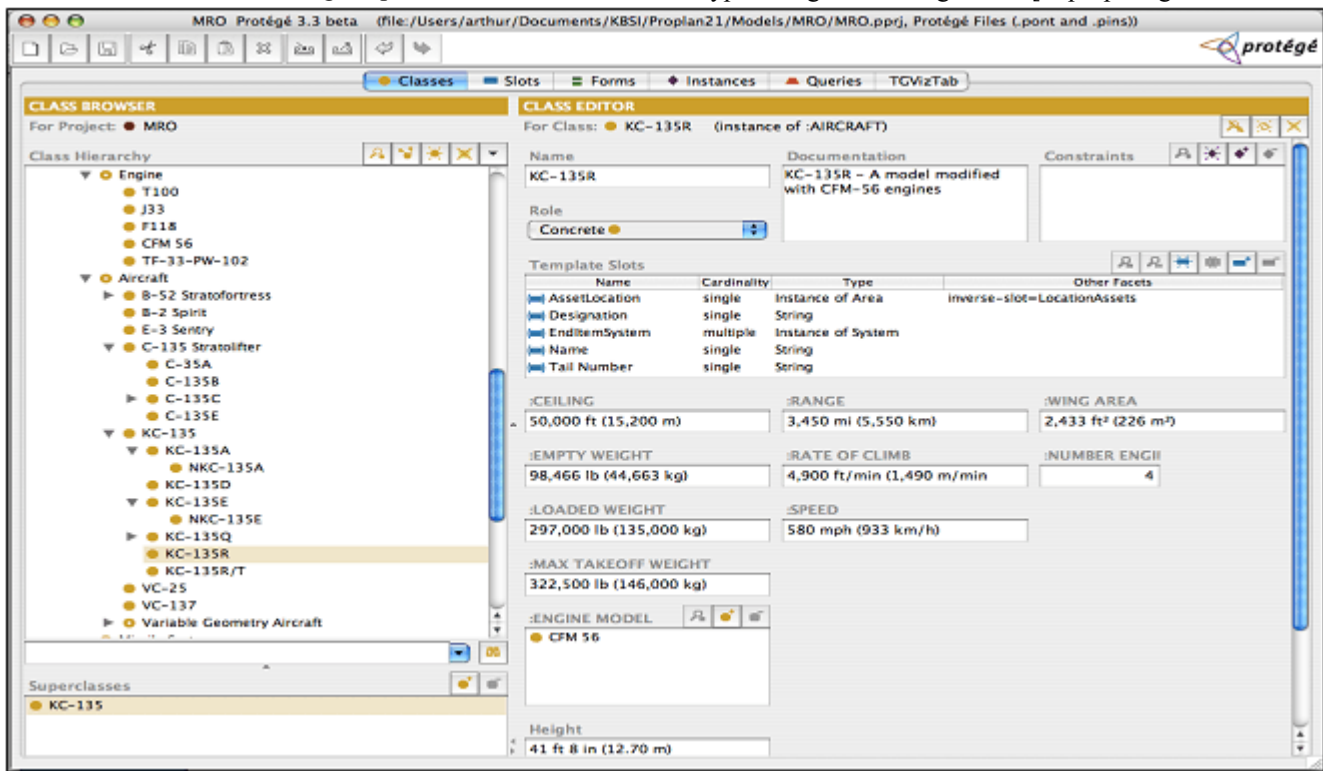 MRO Protégé 3.3 beta (file:/Users/arthur/Documents/KBSI/Proplan21/Models/MRO/MRO.pprj, Protégé Files (.pont and .pins))
protégé
Classes Slots Forms Instances Queries TGVizTab
CLASS BROWSER
For Project: MRO
Class Hierarchy
Engine
T100
J33
F118
CFM 56
TF-33-PW-102
Aircraft
B-52 Stratofortress
B-2 Spirit
E-3 Sentry
C-135 Stratolifter
C-35A
C-135B
C-135C
C-135E
KC-135
KC-135A
NKC-135A
KC-135D
KC-135E
NKC-135E
KC-135Q
KC-135R
KC-135R/T
VC-25
VC-137
Variable Geometry Aircraft
Superclasses
KC-135
CLASS EDITOR
For Class: KC-135R (instance of :AIRCRAFT)
Name Documentation Constraints
KC-135R
KC-135R - A model modified
with CFM-56 engines
Role
Concrete
Template Slots
Name Cardinality Type Other Facets
AssetLocation single Instance of Area inverse-slot=LocationAssets
Designation single String
EndItemSystem multiple Instance of System
Name single String
Tail Number single String
:CEILING :RANGE :WING AREA
50,000 ft (15,200 m) 3,450 mi (5,550 km) 2,433 ft² (226 m²)
:EMPTY WEIGHT :RATE OF CLIMB :NUMBER ENGII
98,466 lb (44,663 kg) 4,900 ft/min (1,490 m/min 4
:LOADED WEIGHT :SPEED
297,000 lb (135,000 kg) 580 mph (933 km/h)
:MAX TAKEOFF WEIGHT
322,500 lb (146,000 kg)
:ENGINE MODEL
CFM 56
Height
41 ft 8 in (12.70 m)